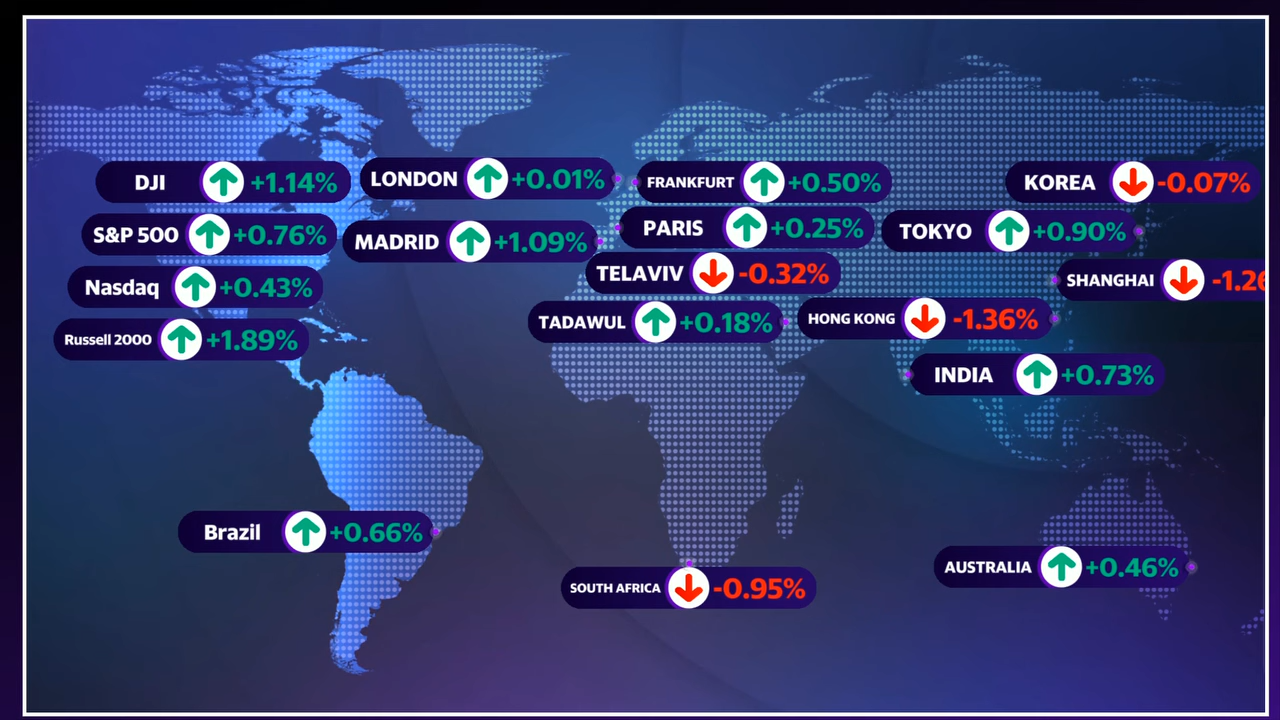 DJI +1.14%
LONDON +0.01%
FRANKFURT +0.50%
KOREA -0.07%
S&P 500 +0.76%
MADRID +1.09%
PARIS +0.25%
TOKYO +0.90%
Nasdaq +0.43%
TELAVIV -0.32%
SHANGHAI -1.26
Russell 2000 +1.89%
TADAWUL +0.18%
HONG KONG -1.36%
INDIA +0.73%
Brazil +0.66%
SOUTH AFRICA -0.95%
AUSTRALIA +0.46%